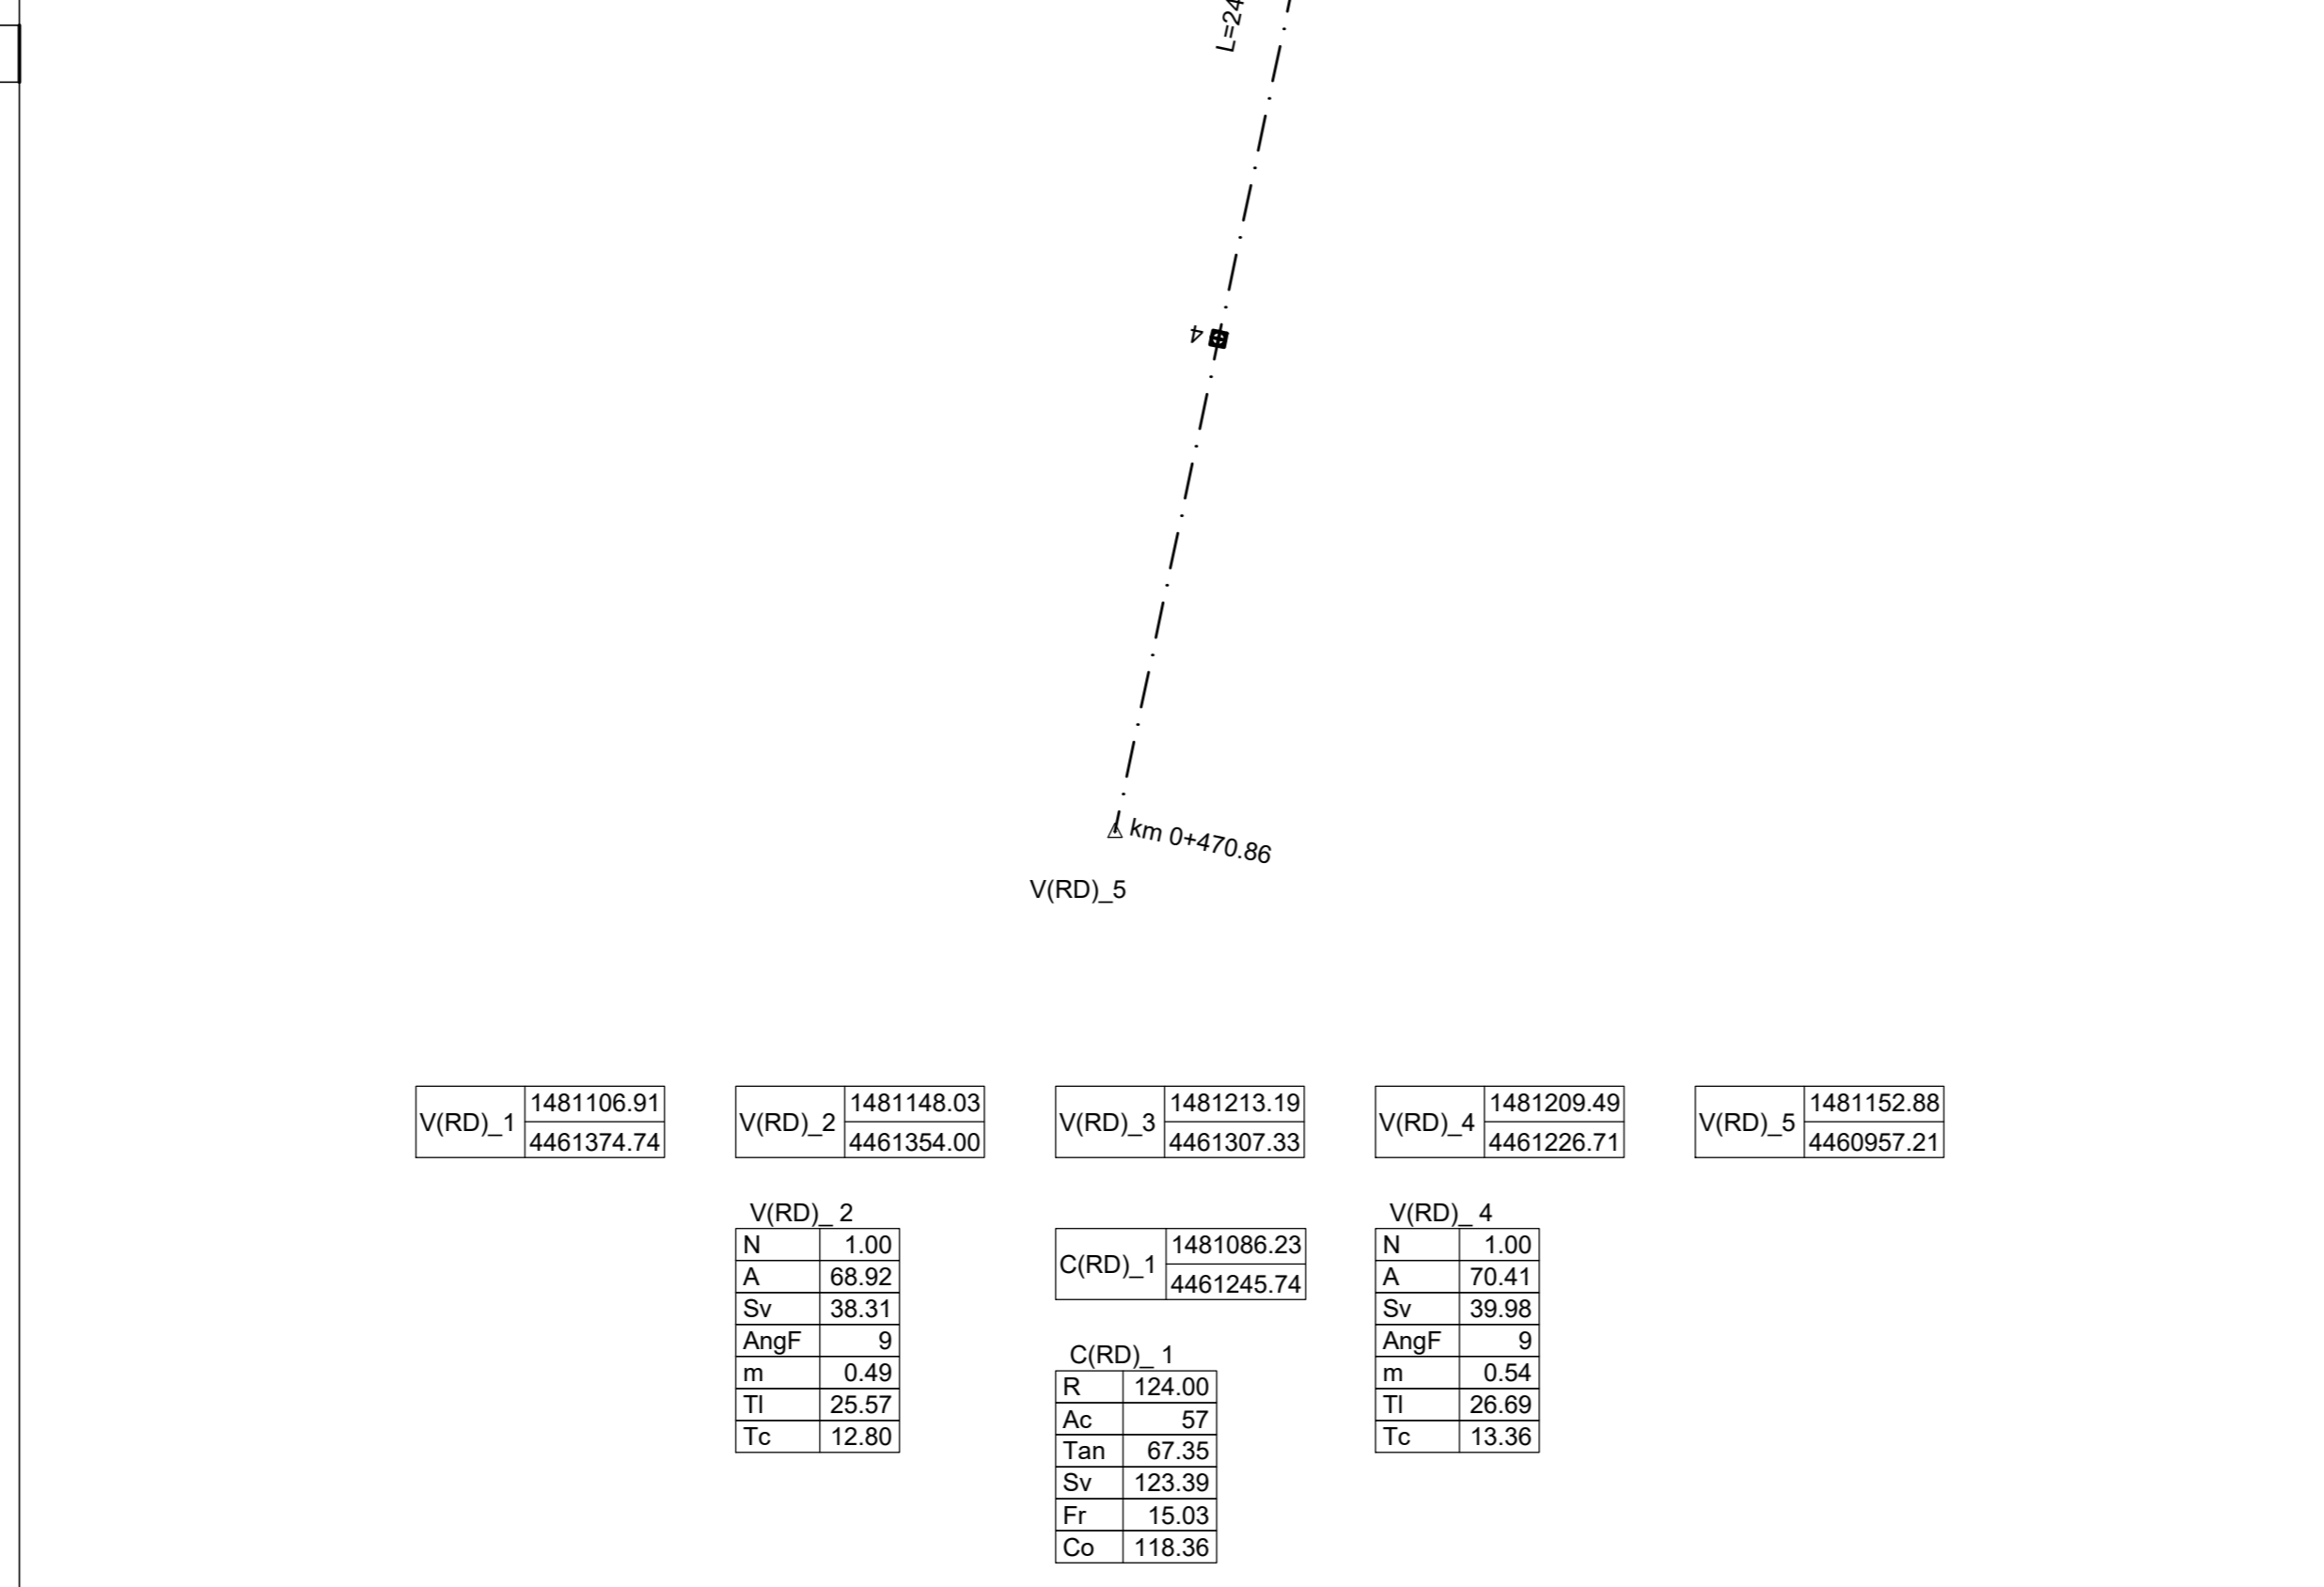 L=24
4
km 0+470.86
V(RD)_5
V(RD)_1 1481106.91 4461374.74
V(RD)_2 1481148.03 4461354.00
V(RD)_3 1481213.19 4461307.33
V(RD)_4 1481209.49 4461226.71
V(RD)_5 1481152.88 4460957.21
V(RD)_ 2
N 1.00
A 68.92
Sv 38.31
AngF 9
m 0.49
Tl 25.57
Tc 12.80
C(RD)_1 1481086.23 4461245.74
C(RD)_ 1
R 124.00
Ac 57
Tan 67.35
Sv 123.39
Fr 15.03
Co 118.36
V(RD)_ 4
N 1.00
A 70.41
Sv 39.98
AngF 9
m 0.54
Tl 26.69
Tc 13.36